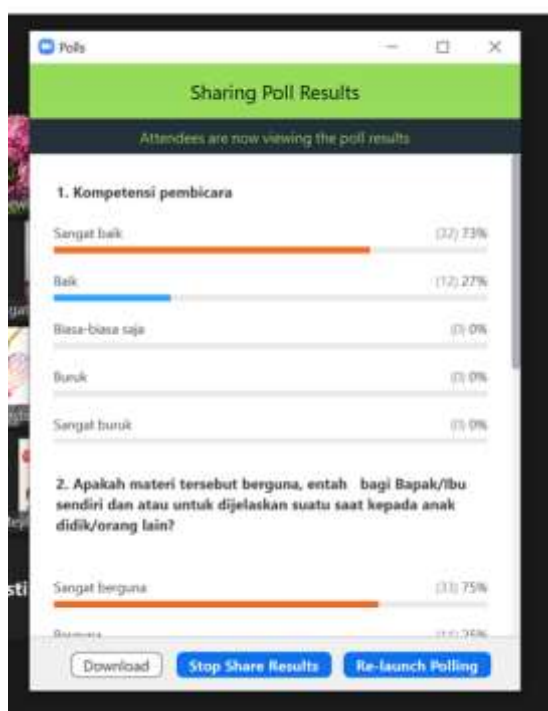 Polls
Sharing Poll Results
Attendees are now viewing the poll results
1. Kompetensi pembicara
Sangat baik (32) 73%
Baik (12) 27%
Biasa-biasa saja (0) 0%
Buruk (0) 0%
Sangat buruk (0) 0%
2. Apakah materi tersebut berguna, entah bagi Bapak/Ibu
sendiri dan atau untuk dijelaskan suatu saat kepada anak
didik/orang lain?
Sangat berguna (33) 75%
Berguna (11) 25%
Download Stop Share Results Re-launch Polling